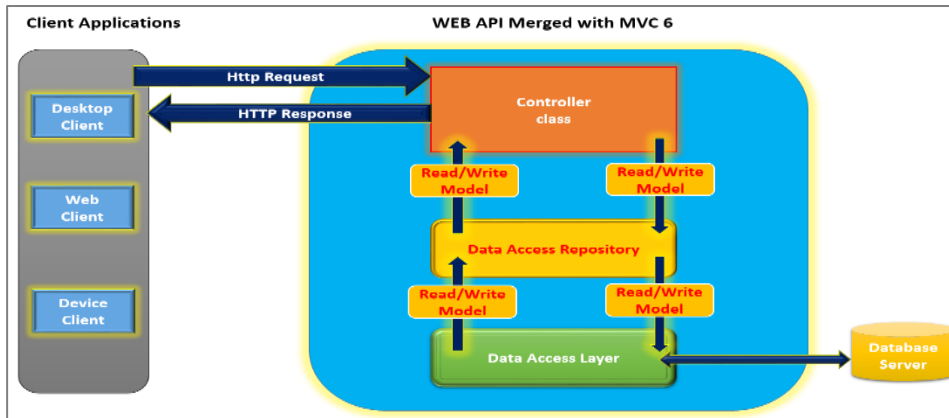 Client Applications
WEB API Merged with MVC 6
Http Request
HTTP Response
Desktop
Client
Web
Client
Device
Client
Controller
class
Read/Write
Model
Read/Write
Model
Data Access Repository
Read/Write
Model
Read/Write
Model
Data Access Layer
Database
Server